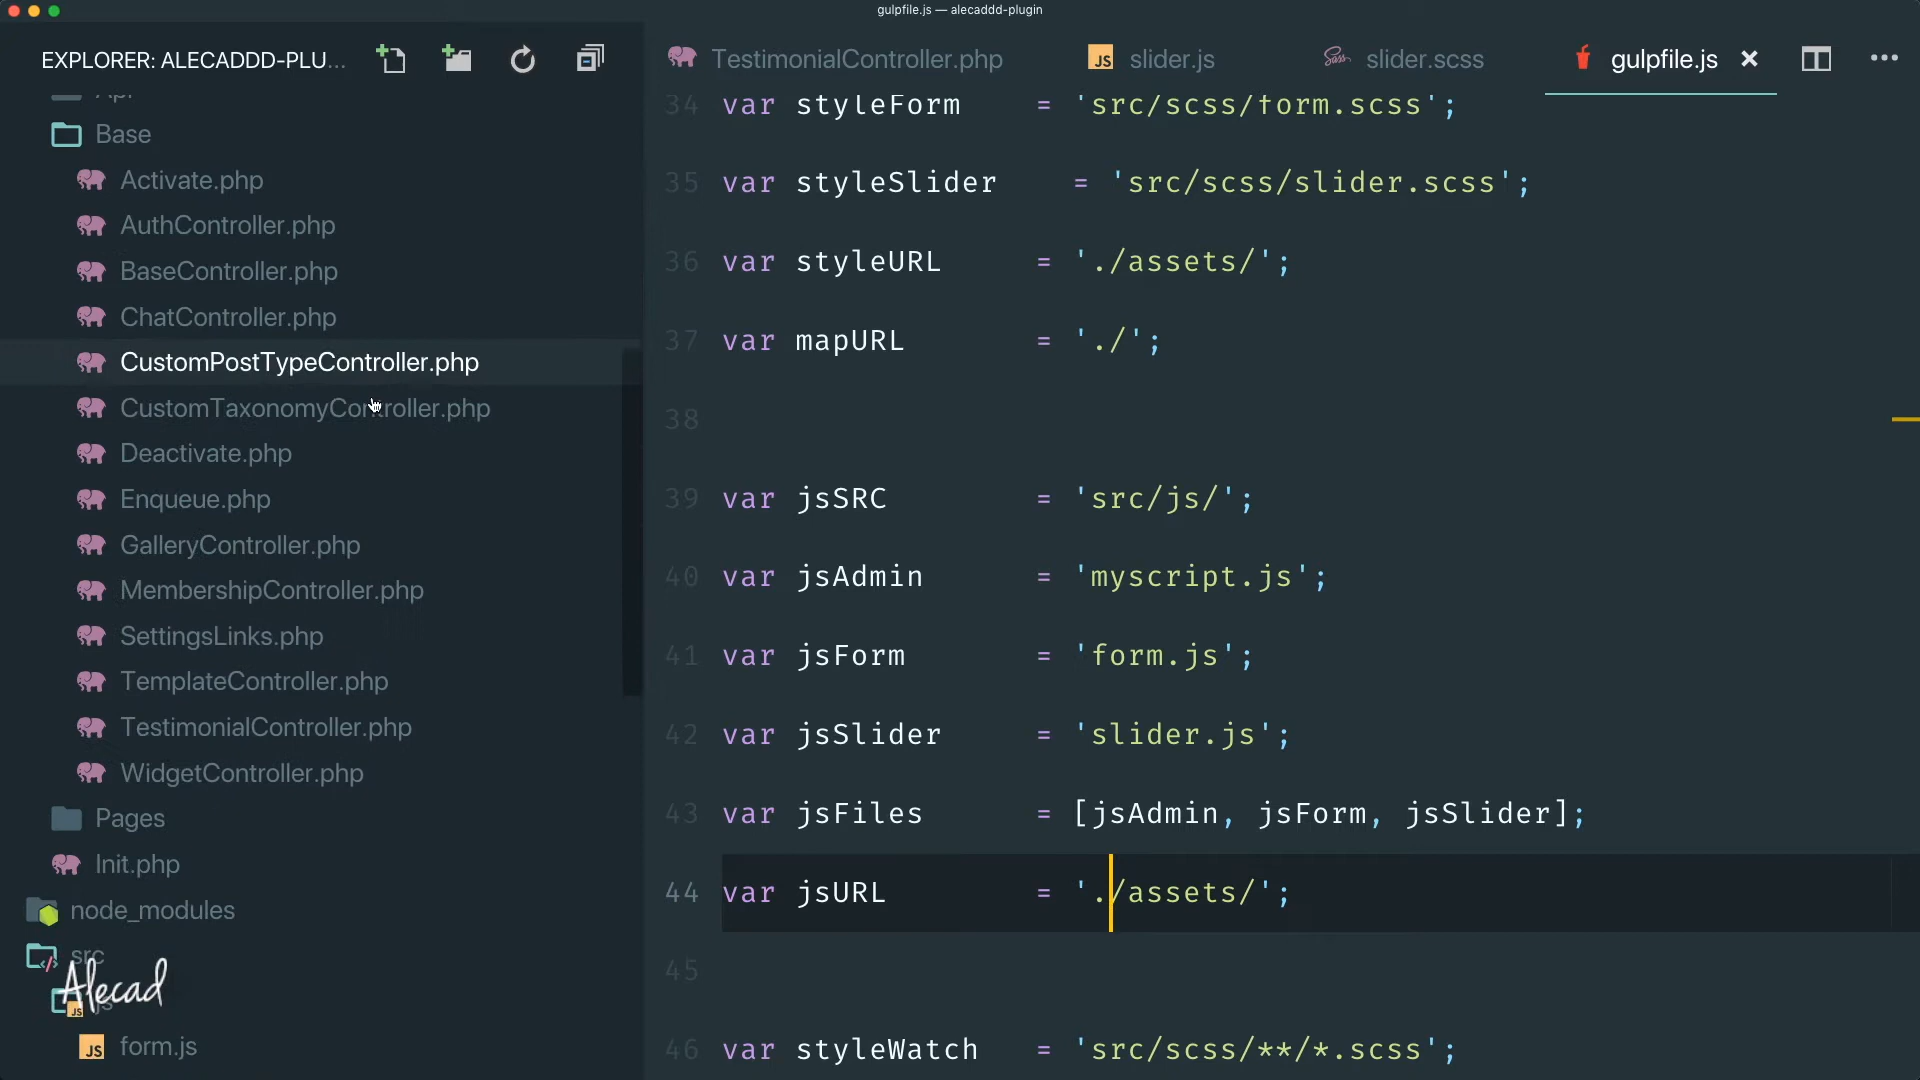 gulpfile.js — alecaddd-plugin
EXPLORER: ALECADDD-PLU...
TestimonialController.php
slider.js
slider.scss
gulpfile.js
Api
Base
Activate.php
AuthController.php
BaseController.php
ChatController.php
CustomPostTypeController.php
CustomTaxonomyController.php
Deactivate.php
Enqueue.php
GalleryController.php
MembershipController.php
SettingsLinks.php
TemplateController.php
TestimonialController.php
WidgetController.php
Pages
Init.php
node_modules
src
js
form.js
Alecad
34 var styleForm = 'src/scss/form.scss';
35 var styleSlider = 'src/scss/slider.scss';
36 var styleURL = './assets/';
37 var mapURL = './';
38
39 var jsSRC = 'src/js/';
40 var jsAdmin = 'myscript.js';
41 var jsForm = 'form.js';
42 var jsSlider = 'slider.js';
43 var jsFiles = [jsAdmin, jsForm, jsSlider];
44 var jsURL = './assets/';
45
46 var styleWatch = 'src/scss/**/*.scss';